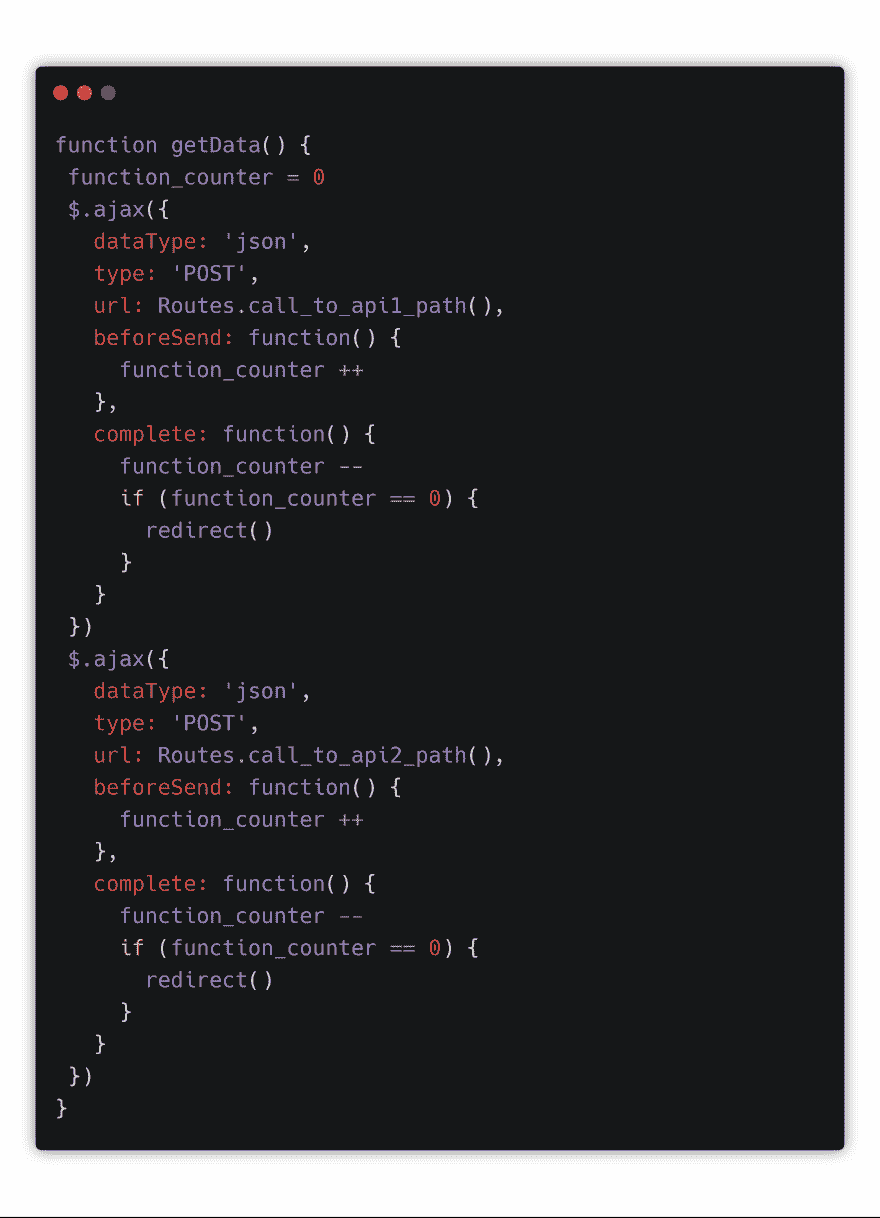 function getData() {
 function_counter = 0
 $.ajax({
   dataType: 'json',
   type: 'POST',
   url: Routes.call_to_api1_path(),
   beforeSend: function() {
     function_counter ++
   },
   complete: function() {
     function_counter --
     if (function_counter == 0) {
       redirect()
     }
   }
 })
 $.ajax({
   dataType: 'json',
   type: 'POST',
   url: Routes.call_to_api2_path(),
   beforeSend: function() {
     function_counter ++
   },
   complete: function() {
     function_counter --
     if (function_counter == 0) {
       redirect()
     }
   }
 })
}